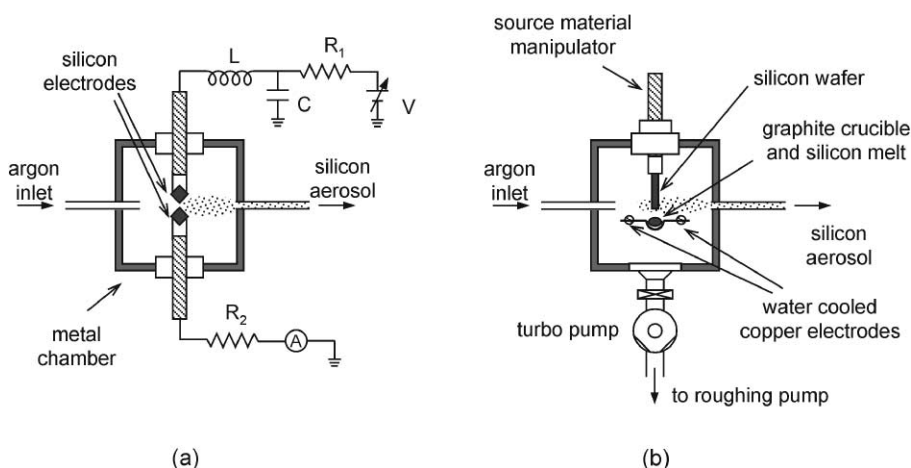 silicon
electrodes
L
R1
C
V
argon
inlet
silicon
aerosol
metal
chamber
R2
A
(a)
source material
manipulator
silicon wafer
graphite crucible
and silicon melt
argon
inlet
silicon
aerosol
water cooled
copper electrodes
turbo pump
to roughing pump
(b)